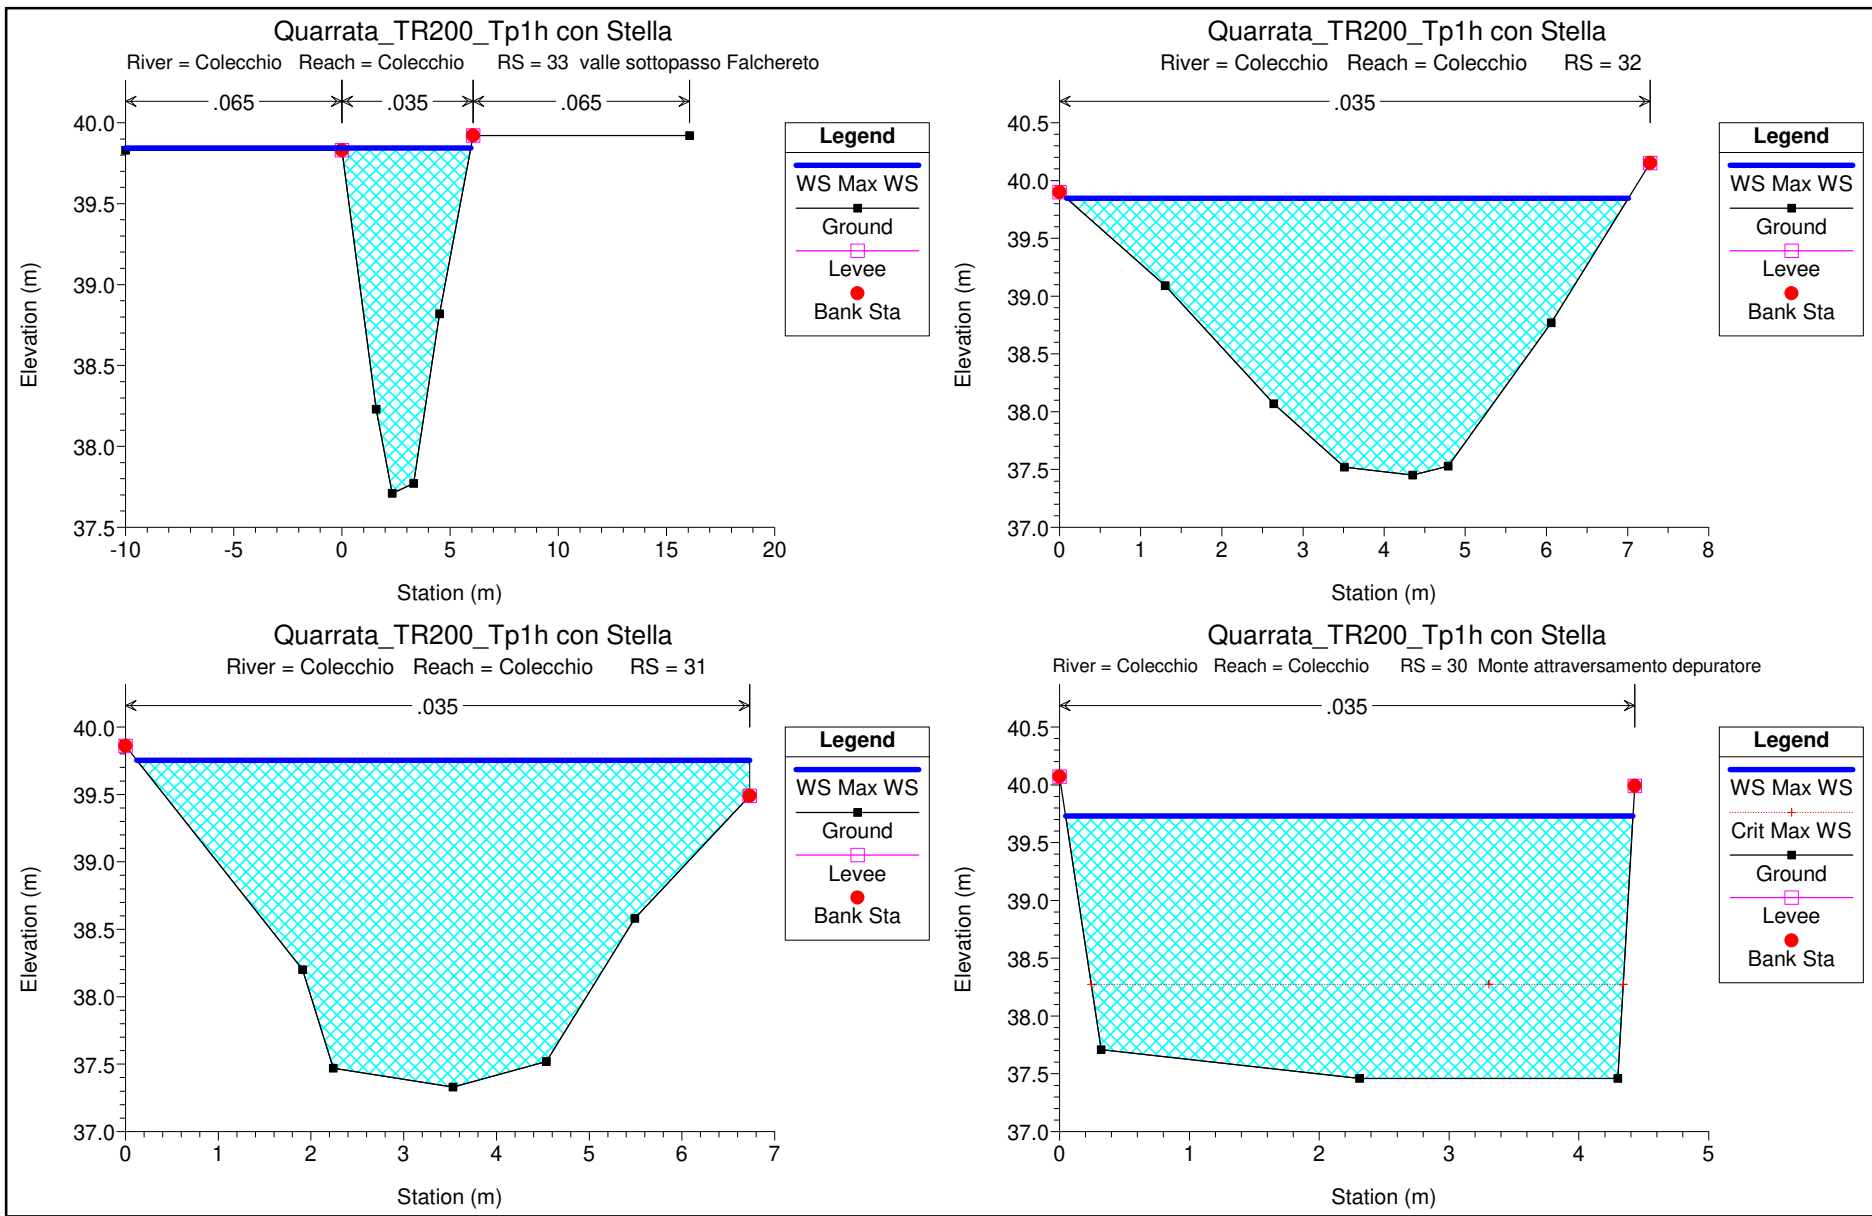 Quarrata_TR200_Tp1h con Stella
River = Colecchio Reach = Colecchio RS = 33 valle sottopasso Falchereto
.065 .035 .065
40.0
39.5
39.0
38.5
38.0
37.5
Elevation (m)
-10 -5 0 5 10 15 20
Station (m)
Legend
WS Max WS
Ground
Levee
Bank Sta
Quarrata_TR200_Tp1h con Stella
River = Colecchio Reach = Colecchio RS = 32
.035
40.5
40.0
39.5
39.0
38.5
38.0
37.5
37.0
Elevation (m)
0 1 2 3 4 5 6 7 8
Station (m)
Legend
WS Max WS
Ground
Levee
Bank Sta
Quarrata_TR200_Tp1h con Stella
River = Colecchio Reach = Colecchio RS = 31
.035
40.0
39.5
39.0
38.5
38.0
37.5
37.0
Elevation (m)
0 1 2 3 4 5 6 7
Station (m)
Legend
WS Max WS
Ground
Levee
Bank Sta
Quarrata_TR200_Tp1h con Stella
River = Colecchio Reach = Colecchio RS = 30 Monte attraversamento depuratore
.035
40.5
40.0
39.5
39.0
38.5
38.0
37.5
37.0
Elevation (m)
0 1 2 3 4 5
Station (m)
Legend
WS Max WS
Crit Max WS
Ground
Levee
Bank Sta